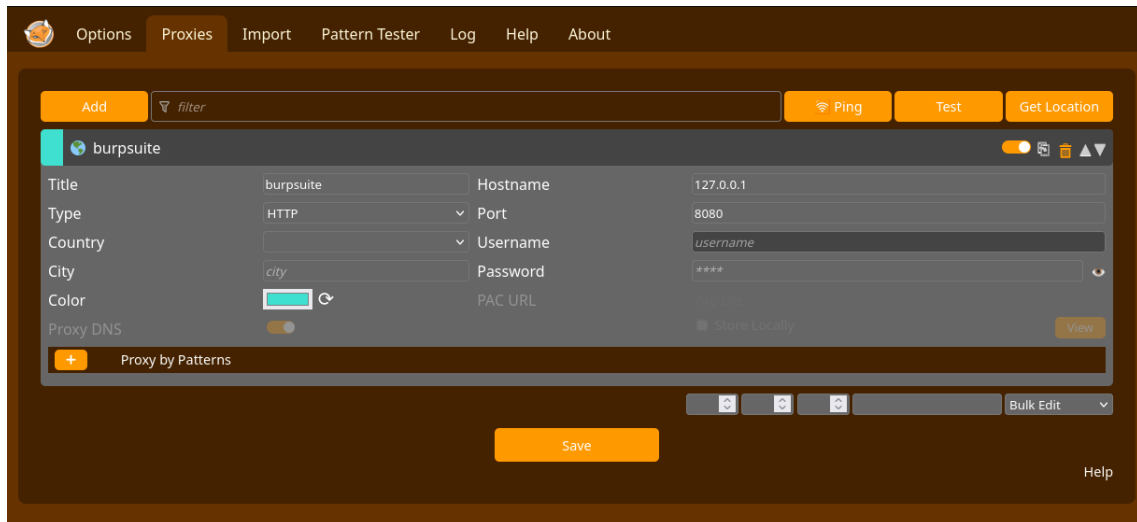 Options Proxies Import Pattern Tester Log Help About
Add filter Ping Test Get Location
burpsuite
Title burpsuite Hostname 127.0.0.1
Type HTTP Port 8080
Country Username username
City city Password ****
Color PAC URL
Proxy DNS Store Locally View
+ Proxy by Patterns
Bulk Edit
Save
Help